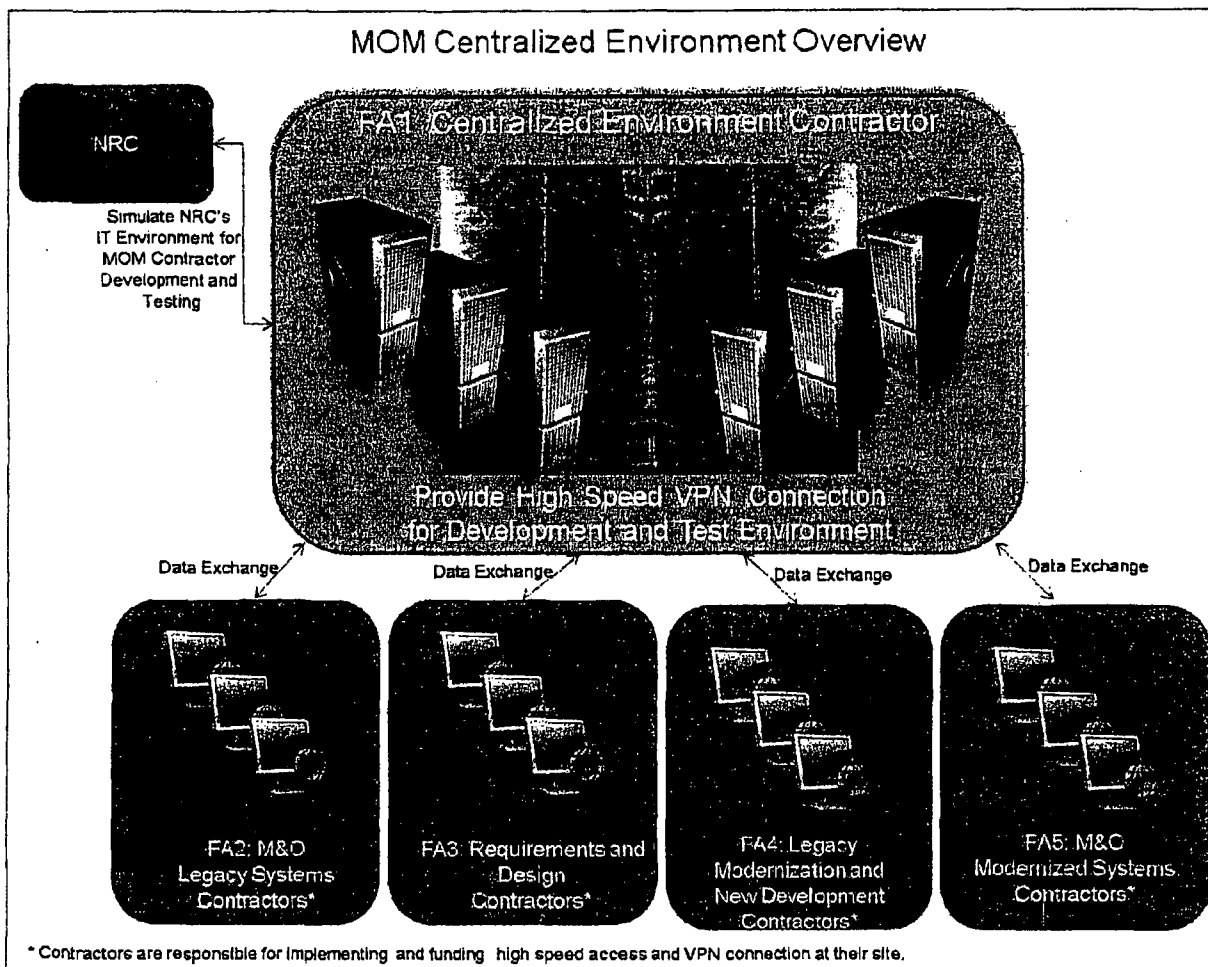 MOM Centralized Environment Overview
NRC
Simulate NRC's
IT Environment for
MOM Contractor
Development and
Testing
FA1 Centralized Environment Contractor
Provide High Speed VPN Connection
for Development and Test Environment
Data Exchange
Data Exchange
Data Exchange
Data Exchange
FA2: M&O
Legacy Systems
Contractors*
FA3: Requirements and
Design
Contractors*
FA4: Legacy
Modernization and
New Development
Contractors*
FA5: M&O
Modernized Systems
Contractors*
* Contractors are responsible for implementing and funding high speed access and VPN connection at their site.